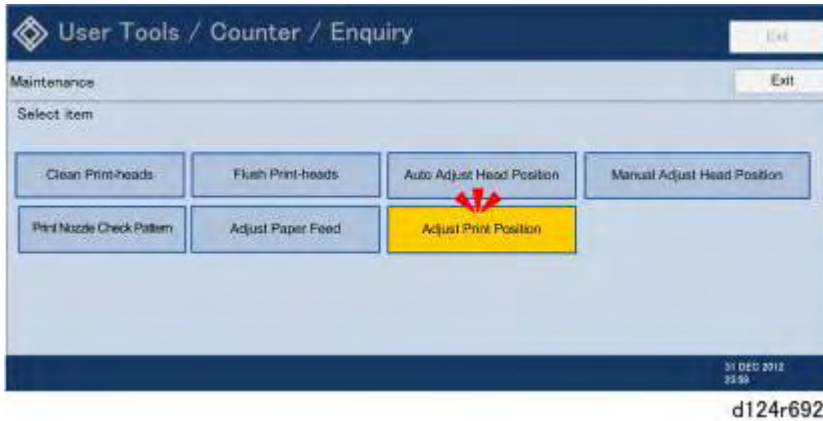 User Tools / Counter / Enquiry
Exit
Maintenance
Exit
Select item
Clean Print-heads
Flush Print-heads
Auto Adjust Head Position
Manual Adjust Head Position
Print Nozzle Check Pattern
Adjust Paper Feed
Adjust Print Position
31 DEC 2012
23:59
d124r692